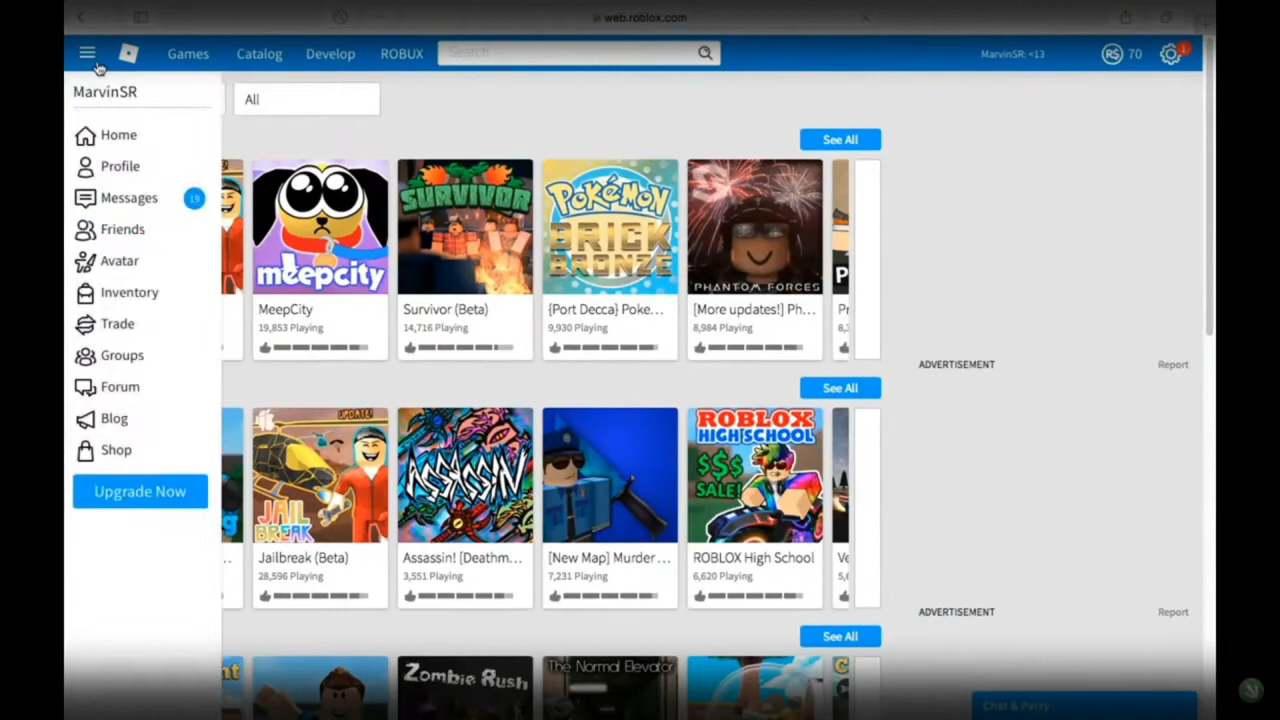 web.roblox.com
Games Catalog Develop ROBUX Search MarvinSR: <13 R$ 70 1
MarvinSR
All
Home
Profile
Messages 19
Friends
Avatar
Inventory
Trade
Groups
Forum
Blog
Shop
Upgrade Now
See All
meepcity
SURVIVOR
POKÉMON
BRICK
BRONZE
PHANTOM FORCES
P
MeepCity
Survivor (Beta)
{Port Decca} Poke...
[More updates!] Ph...
19,853 Playing
14,716 Playing
9,930 Playing
8,984 Playing
ADVERTISEMENT Report
See All
UPDATE!
JAIL
BREAK
ASSASSIN
ROBLOX
HIGH SCHOOL
$$$
SALE!
Jailbreak (Beta)
Assassin! [Deathm...
[New Map] Murder ...
ROBLOX High School
28,596 Playing
3,551 Playing
7,231 Playing
6,620 Playing
ADVERTISEMENT Report
See All
Zombie Rush
The Normal Elevator
Chat & Party